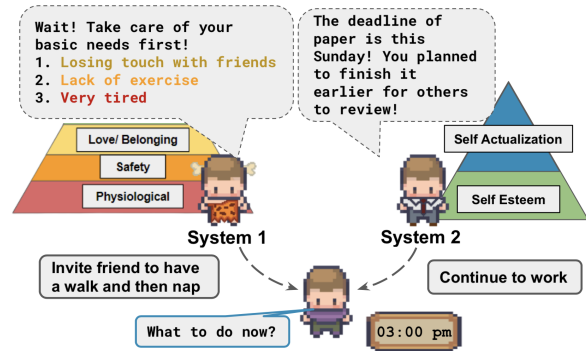 Wait! Take care of your
basic needs first!
1. Losing touch with friends
2. Lack of exercise
3. Very tired
The deadline of
paper is this
Sunday! You planned
to finish it
earlier for others
to review!
Love/ Belonging
Safety
Physiological
Self Actualization
Self Esteem
System 1
System 2
Invite friend to have
a walk and then nap
Continue to work
What to do now?
03:00 pm